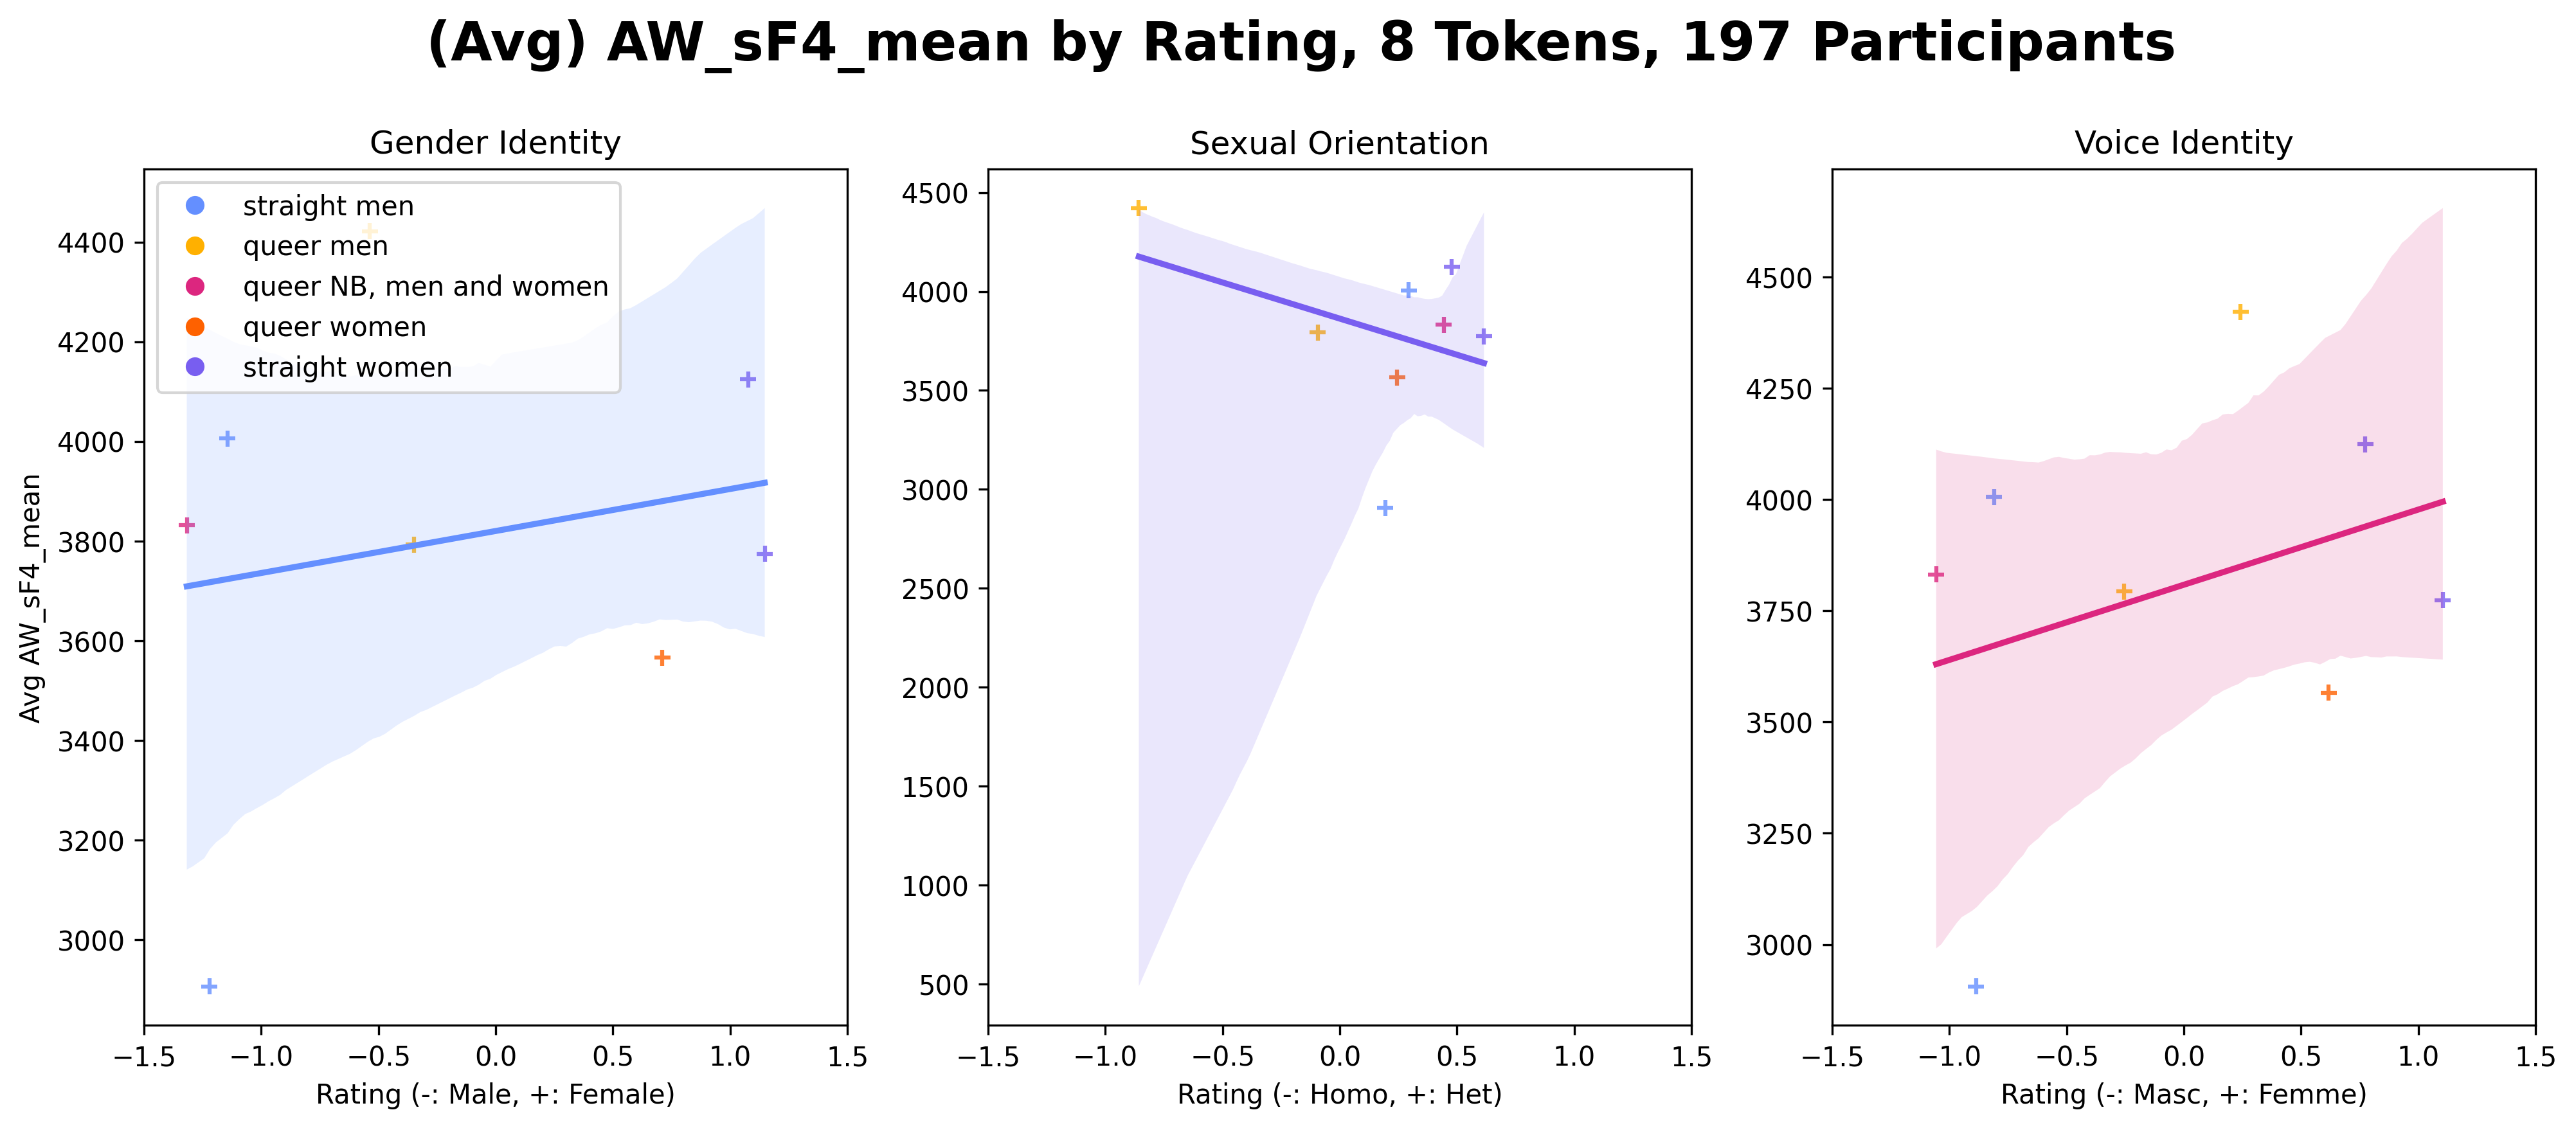 (Avg) AW_sF4_mean by Rating, 8 Tokens, 197 Participants
Gender Identity
straight men
queer men
queer NB, men and women
queer women
straight women
Avg AW_sF4_mean
4400
4200
4000
3800
3600
3400
3200
3000
−1.5 −1.0 −0.5 0.0 0.5 1.0 1.5
Rating (-: Male, +: Female)
Sexual Orientation
4500
4000
3500
3000
2500
2000
1500
1000
500
−1.5 −1.0 −0.5 0.0 0.5 1.0 1.5
Rating (-: Homo, +: Het)
Voice Identity
4500
4250
4000
3750
3500
3250
3000
−1.5 −1.0 −0.5 0.0 0.5 1.0 1.5
Rating (-: Masc, +: Femme)